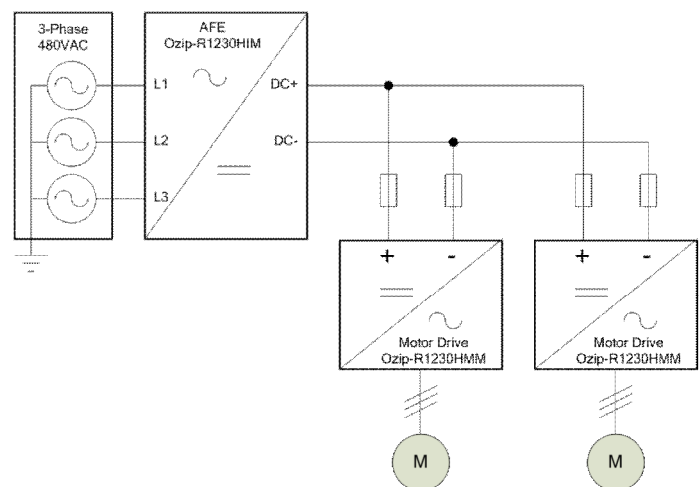 3-Phase
480VAC
AFE
Ozip-R1230HIM
L1
DC+
L2
DC-
L3
+ -
+ -
Motor Drive
Ozip-R1230HMM
Motor Drive
Ozip-R1230HMM
M
M